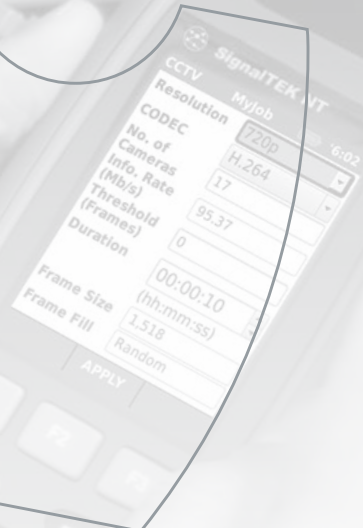 SignalTEK NT
CCTV MyJob 6:02
Resolution 720p
CODEC H.264
No. of Cameras 17
Info. Rate (Mb/s) 95.37
Threshold (Frames) 0
Duration 00:00:10 (hh:mm:ss)
Frame Size 1,518
Frame Fill Random
APPLY
F2
F3